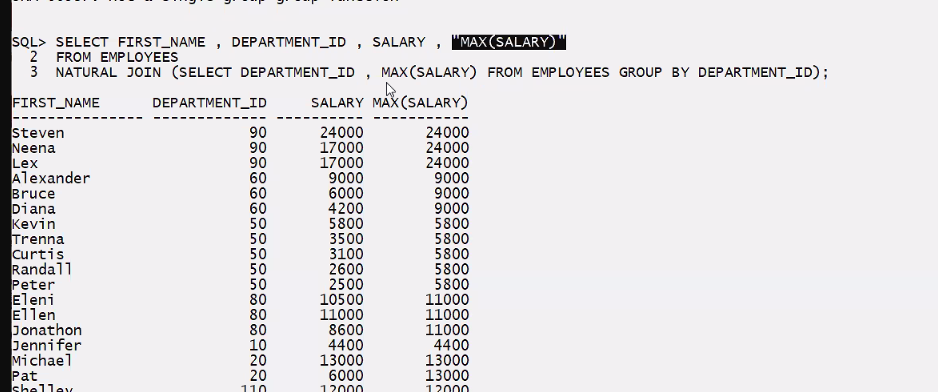 SQL> SELECT FIRST_NAME , DEPARTMENT_ID , SALARY , "MAX(SALARY)"
2 FROM EMPLOYEES
3 NATURAL JOIN (SELECT DEPARTMENT_ID , MAX(SALARY) FROM EMPLOYEES GROUP BY DEPARTMENT_ID);
FIRST_NAME DEPARTMENT_ID SALARY MAX(SALARY)
--------------- ------------- ---------- -----------
Steven 90 24000 24000
Neena 90 17000 24000
Lex 90 17000 24000
Alexander 60 9000 9000
Bruce 60 6000 9000
Diana 60 4200 9000
Kevin 50 5800 5800
Trenna 50 3500 5800
Curtis 50 3100 5800
Randall 50 2600 5800
Peter 50 2500 5800
Eleni 80 10500 11000
Ellen 80 11000 11000
Jonathon 80 8600 11000
Jennifer 10 4400 4400
Michael 20 13000 13000
Pat 20 6000 13000
Shelley 110 12000 12000